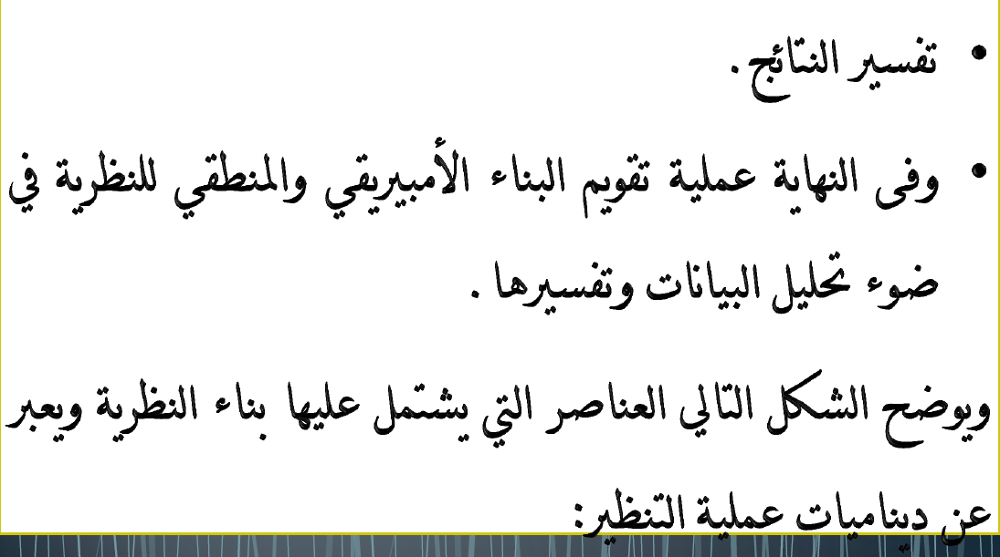 • تفسير النتائج .
• وفى النهاية عملية تقويم البناء الأمبيريقي والمنطقي للنظرية في
ضوء تحليل البيانات وتفسيرها .
ويوضح الشكل التالي العناصر التي يشتمل عليها بناء النظرية ويعبر
عن ديناميات عملية التنظير: